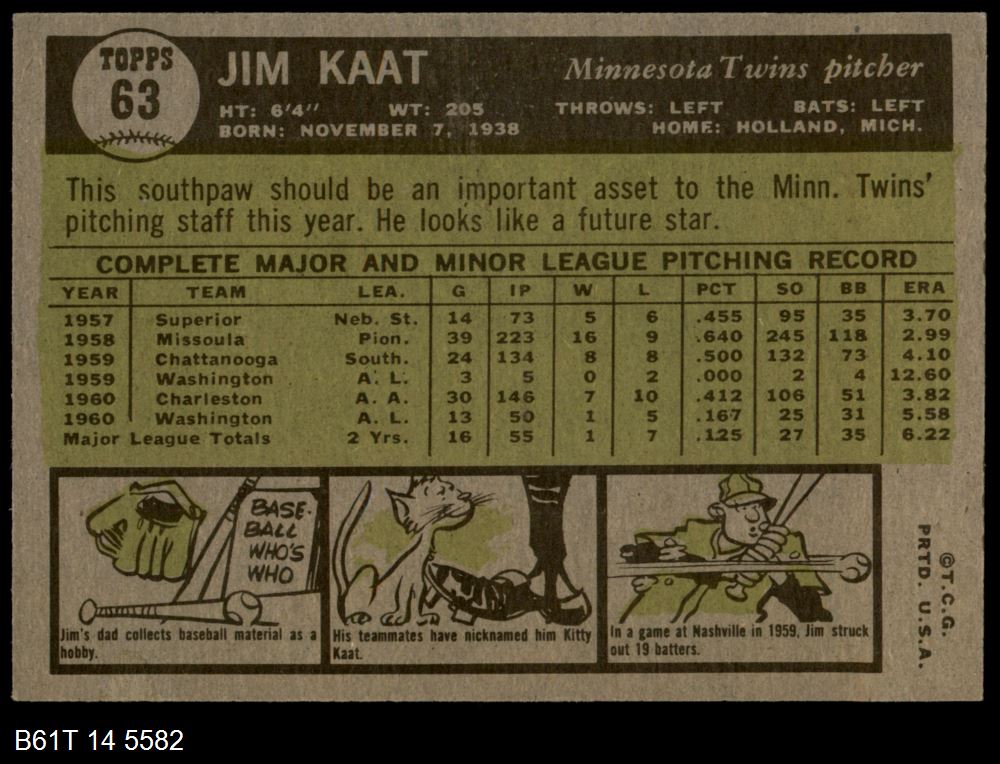 TOPPS
63
JIM KAAT
Minnesota Twins pitcher
HT: 6'4" WT: 205 THROWS: LEFT BATS: LEFT
BORN: NOVEMBER 7, 1938 HOME: HOLLAND, MICH.
This southpaw should be an important asset to the Minn. Twins'
pitching staff this year. He looks like a future star.
COMPLETE MAJOR AND MINOR LEAGUE PITCHING RECORD
YEAR TEAM LEA. G IP W L PCT SO BB ERA
1957 Superior Neb. St. 14 73 5 6 .455 95 35 3.70
1958 Missoula Pion. 39 223 16 9 .640 245 118 2.99
1959 Chattanooga South. 24 134 8 8 .500 132 73 4.10
1959 Washington A. L. 3 5 0 2 .000 2 4 12.60
1960 Charleston A. A. 30 146 7 10 .412 106 51 3.82
1960 Washington A. L. 13 50 1 5 .167 25 31 5.58
Major League Totals 2 Yrs. 16 55 1 7 .125 27 35 6.22
BASE-
BALL
WHO'S
WHO
Jim's dad collects baseball material as a
hobby.
His teammates have nicknamed him Kitty
Kaat.
In a game at Nashville in 1959, Jim struck
out 19 batters.
©T.C.G.
PRTD. U.S.A.
B61T 14 5582